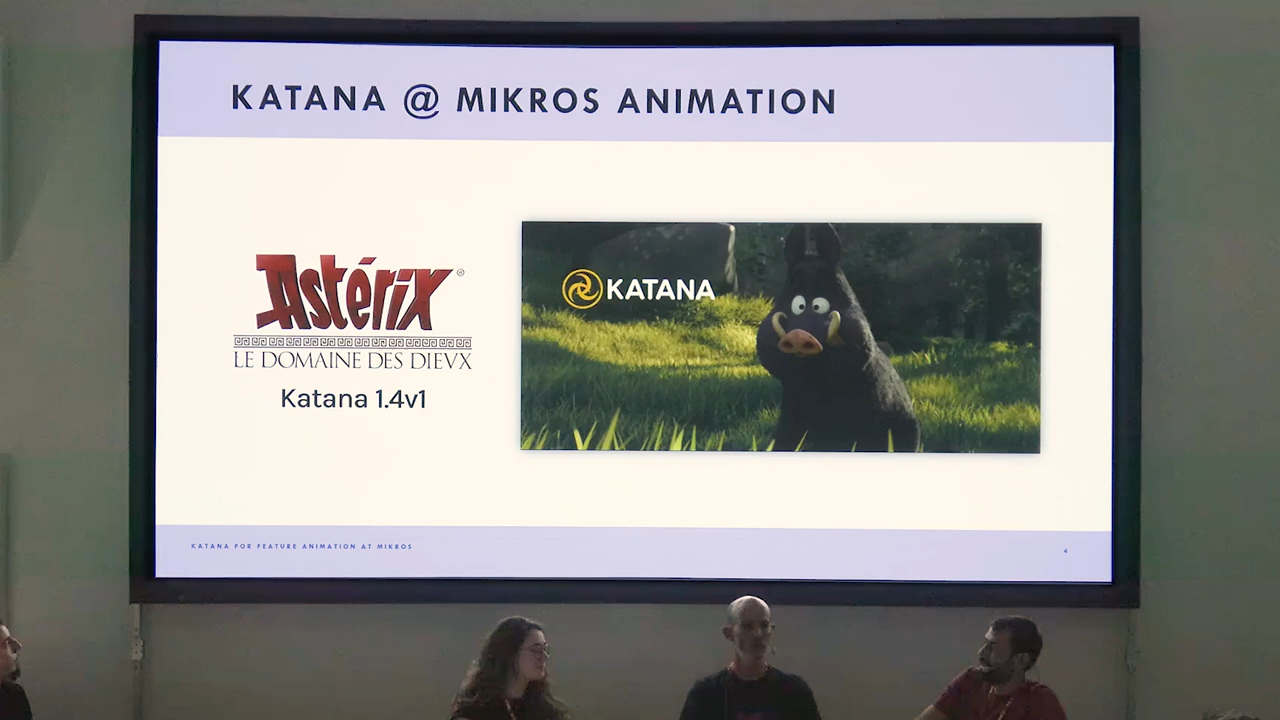 KATANA @ MIKROS ANIMATION
Astérix®
LE DOMAINE DES DIEVX
Katana 1.4v1
KATANA
KATANA FOR FEATURE ANIMATION AT MIKROS
4